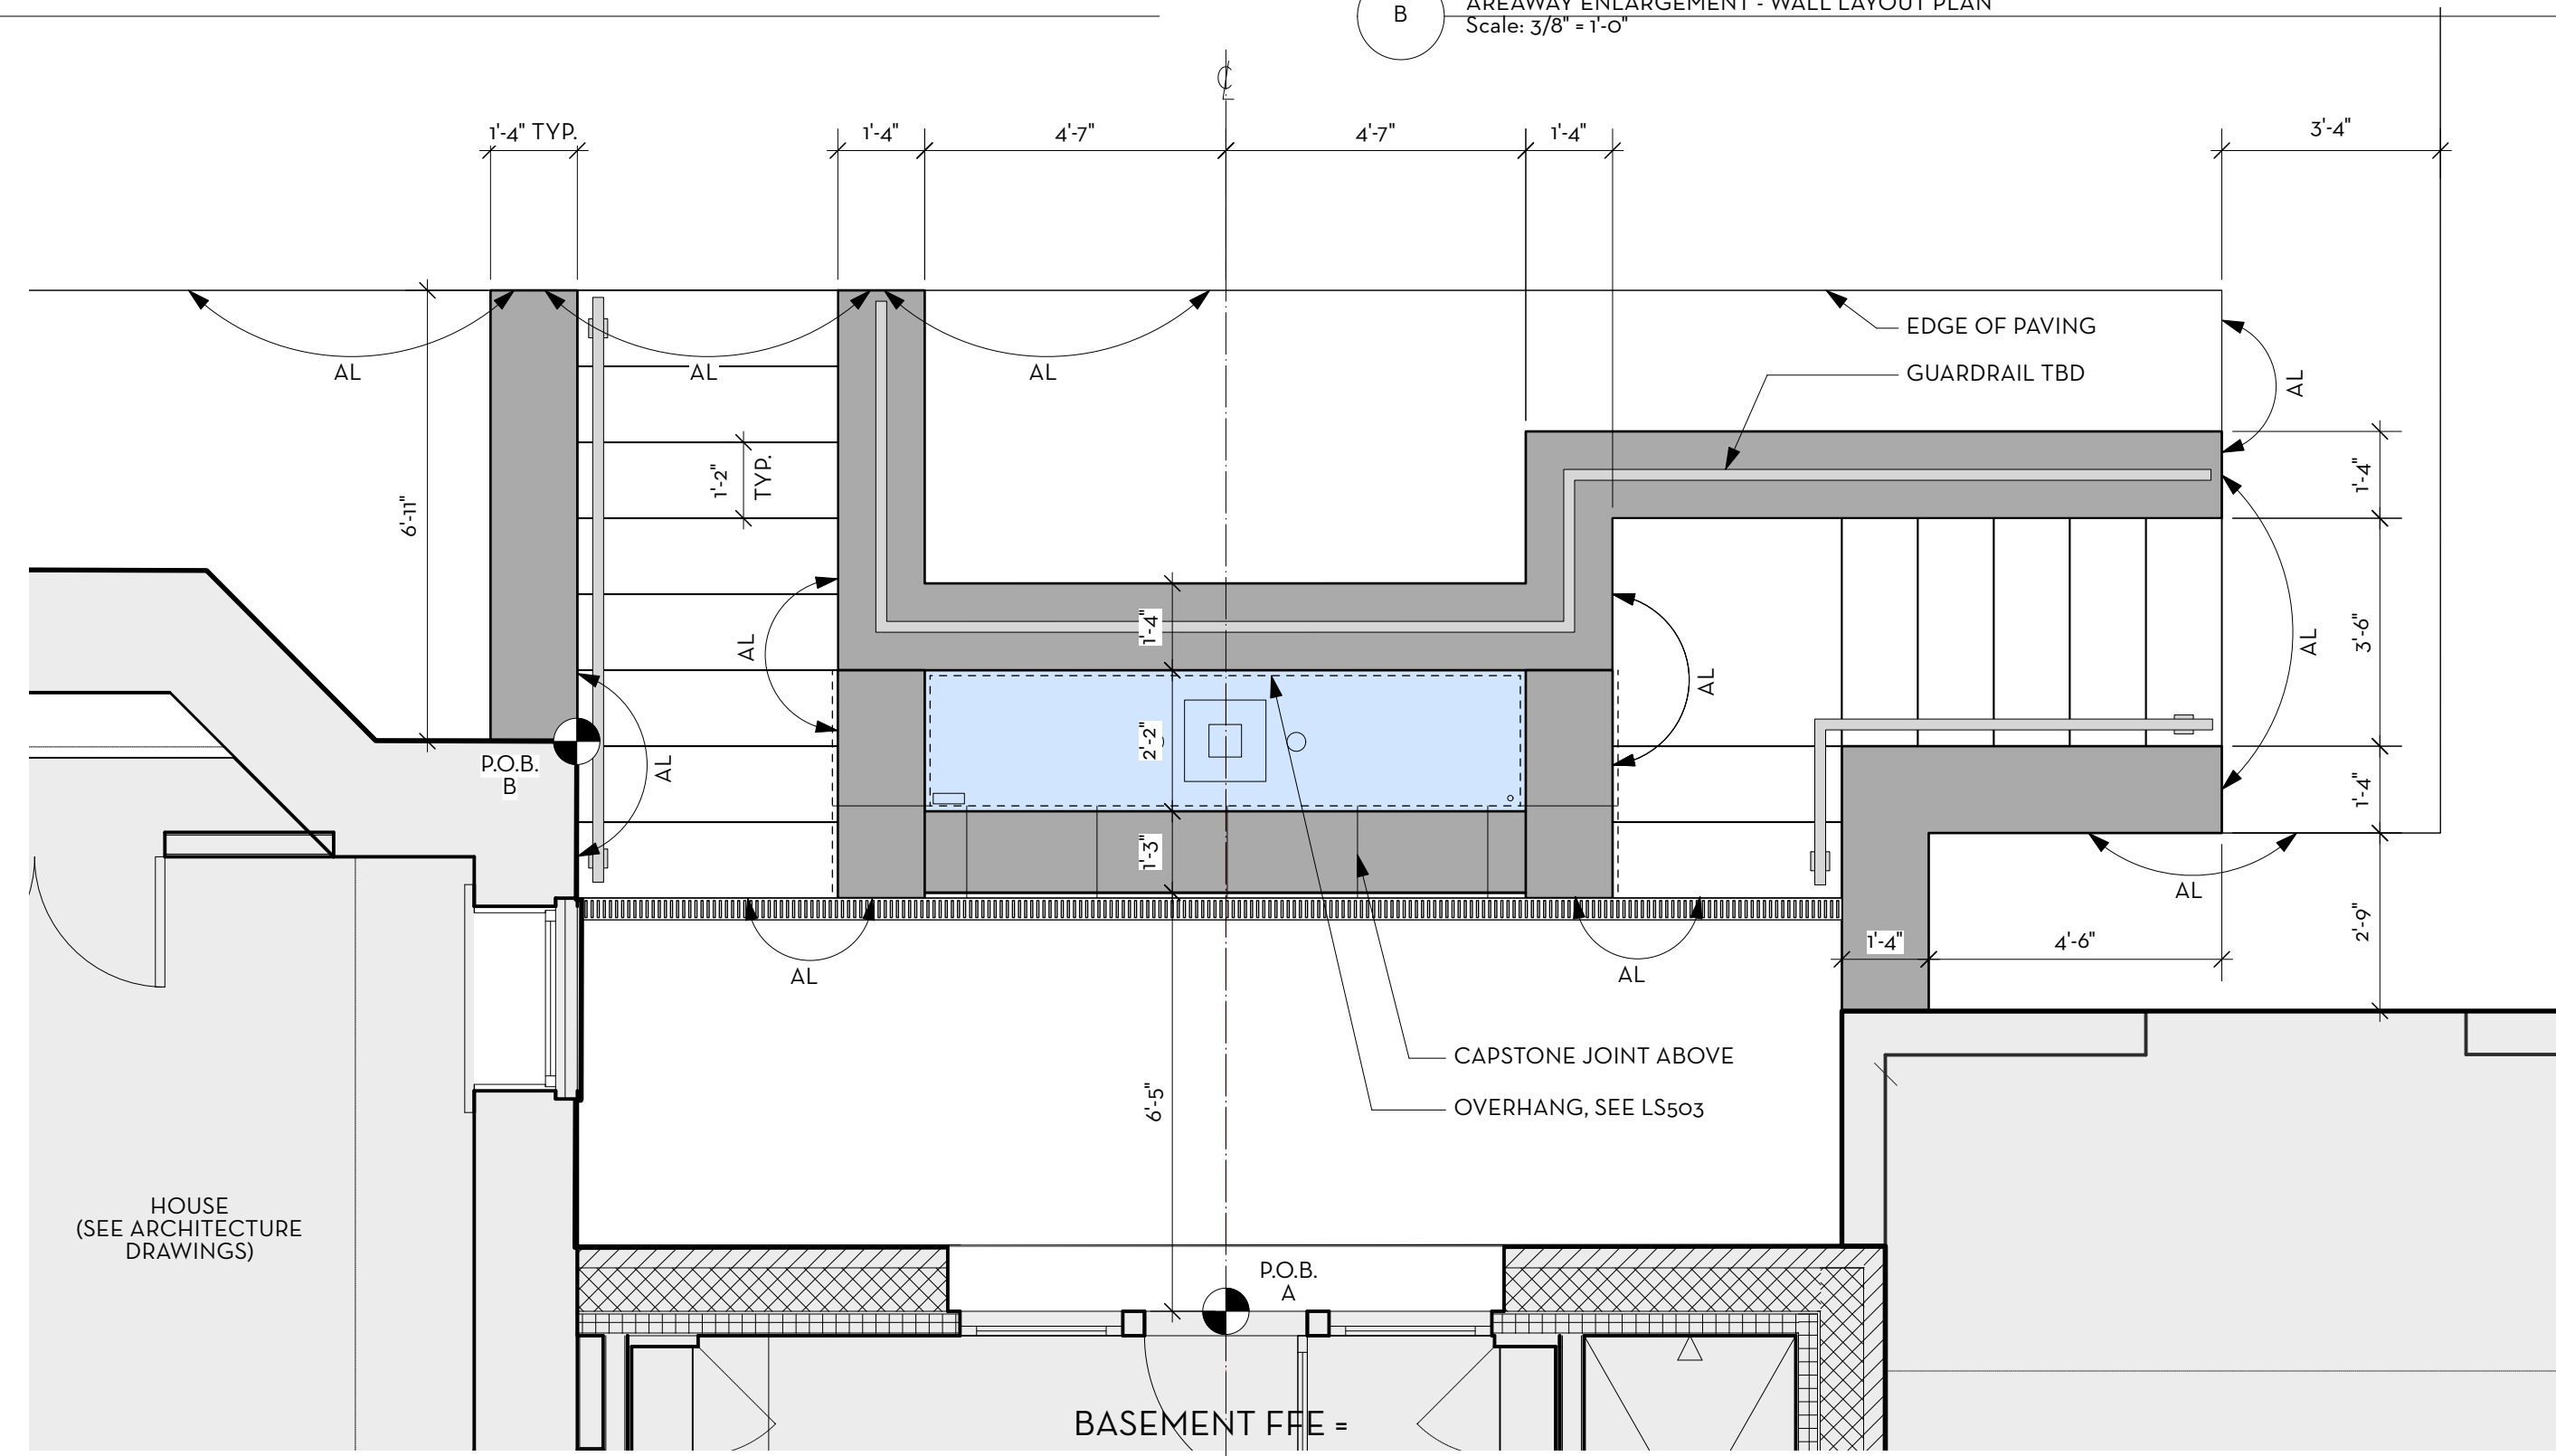 B
AREAWAY ENLARGEMENT - WALL LAYOUT PLAN
Scale: 3/8" = 1'-0"
℄
1'-4" TYP.
1'-4"
4'-7"
4'-7"
1'-4"
3'-4"
EDGE OF PAVING
GUARDRAIL TBD
AL
AL
AL
AL
6'-11"
1'-2"
TYP.
1'-4"
1'-4"
3'-6"
AL
AL
AL
AL
P.O.B.
B
2'-2"
1'-4"
1'-3"
AL
AL
AL
1'-4"
4'-6"
2'-9"
CAPSTONE JOINT ABOVE
OVERHANG, SEE LS503
6'-5"
HOUSE
(SEE ARCHITECTURE
DRAWINGS)
P.O.B.
A
BASEMENT FFE =